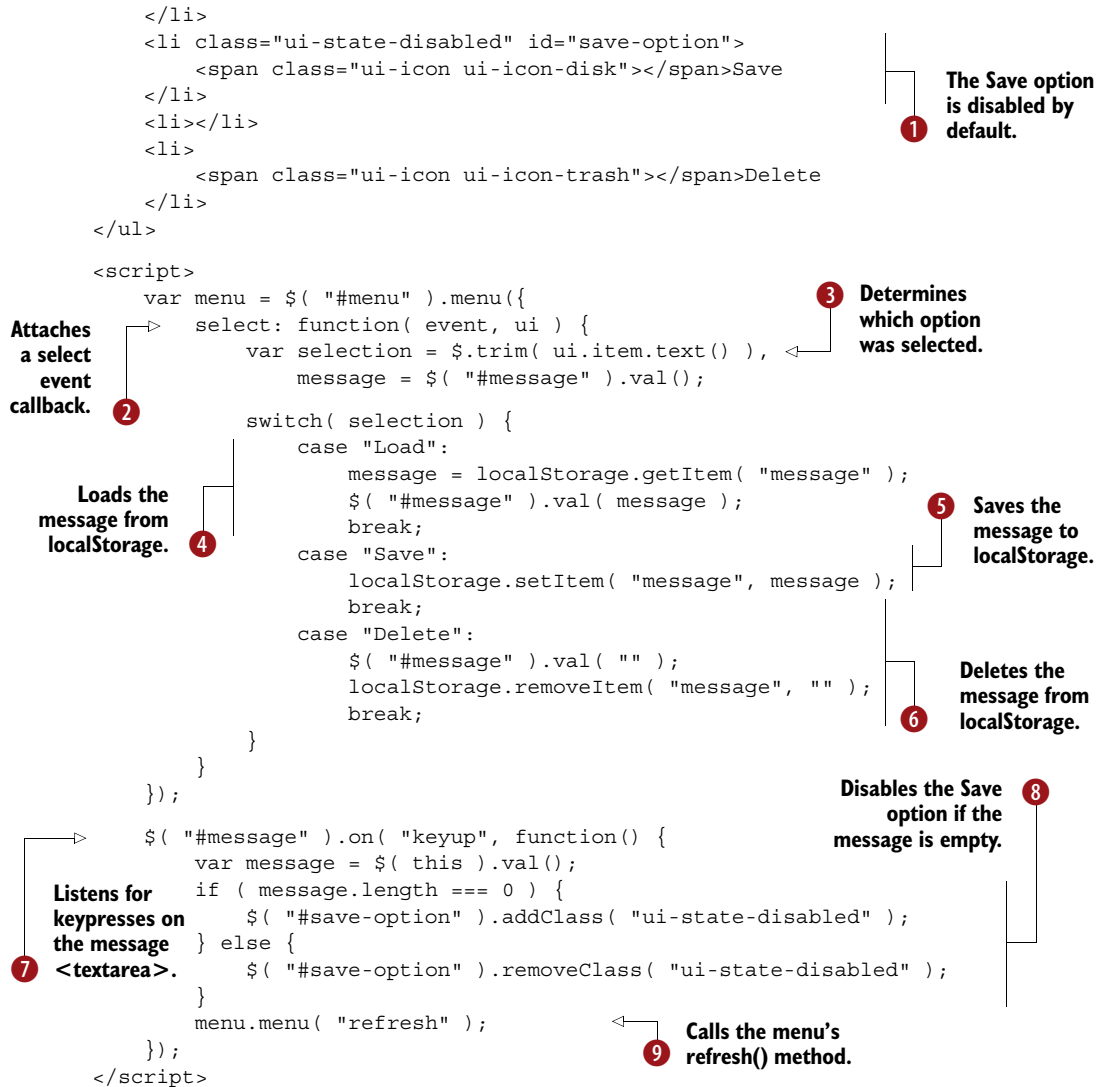 </li>
    <li class="ui-state-disabled" id="save-option">
        <span class="ui-icon ui-icon-disk"></span>Save
    </li>
    <li></li>
    <li>
        <span class="ui-icon ui-icon-trash"></span>Delete
    </li>
</ul>
The Save option
is disabled by
1 default.
<script>
    var menu = $( "#menu" ).menu({
        select: function( event, ui ) {
            var selection = $.trim( ui.item.text() ),
                message = $( "#message" ).val();
Attaches
a select
event
callback. 2
3 Determines
which option
was selected.
            switch( selection ) {
                case "Load":
                    message = localStorage.getItem( "message" );
                    $( "#message" ).val( message );
                    break;
                case "Save":
                    localStorage.setItem( "message", message );
                    break;
                case "Delete":
                    $( "#message" ).val( "" );
                    localStorage.removeItem( "message", "" );
                    break;
            }
        }
    });
Loads the
message from
localStorage. 4
5 Saves the
message to
localStorage.
Deletes the
message from
6 localStorage.
    $( "#message" ).on( "keyup", function() {
        var message = $( this ).val();
        if ( message.length === 0 ) {
            $( "#save-option" ).addClass( "ui-state-disabled" );
        } else {
            $( "#save-option" ).removeClass( "ui-state-disabled" );
        }
        menu.menu( "refresh" );
    });
</script>
Listens for
keypresses on
the message
7 <textarea>.
Disables the Save 8
option if the
message is empty.
Calls the menu's
9 refresh() method.